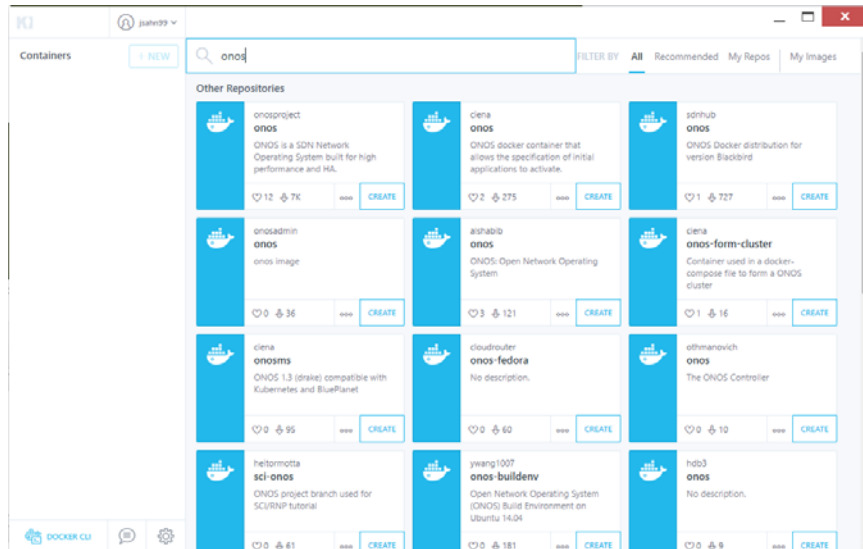 jsahn99
Containers
+ NEW
onos
FILTER BY All Recommended My Repos My Images
Other Repositories
onosproject
onos
ONOS is a SDN Network
Operating System built for high
performance and HA.
12 7K
CREATE
ciena
onos
ONOS docker container that
allows the specification of initial
applications to activate.
2 275
CREATE
sdnhub
onos
ONOS Docker distribution for
version Blackbird
1 727
CREATE
onosadmin
onos
onos image
0 36
CREATE
aishabib
onos
ONOS: Open Network Operating
System
3 121
CREATE
ciena
onos-form-cluster
Container used in a docker-
compose file to form a ONOS
cluster
1 16
CREATE
ciena
onosms
ONOS 1.3 (drake) compatible with
Kubernetes and BluePlanet
0 95
CREATE
cloudrouter
onos-fedora
No description.
0 60
CREATE
othmanovich
onos
The ONOS Controller
0 10
CREATE
heitormotta
sci-onos
ONOS project branch used for
SCI/RNP tutorial
0 61
CREATE
ywang1007
onos-buildenv
Open Network Operating System
(ONOS) Build Environment on
Ubuntu 14.04
0 181
CREATE
hdb3
onos
No description.
0 9
CREATE
DOCKER CLI